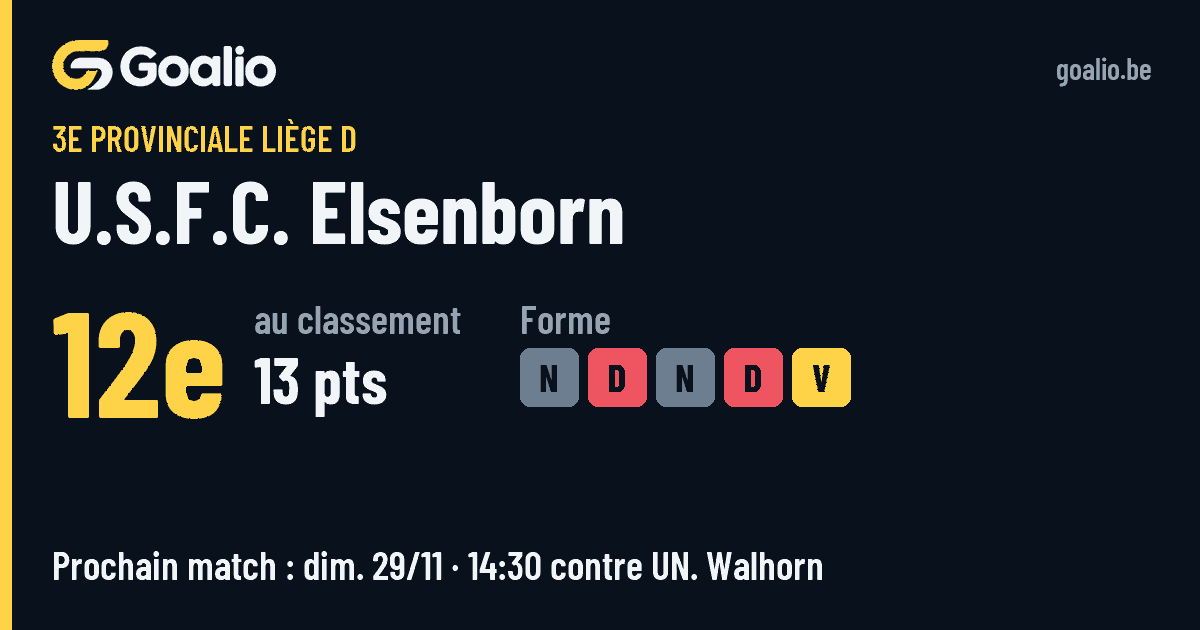 Goalio
goalio.be
3E PROVINCIALE LIÈGE D
U.S.F.C. Elsenborn
12e
au classement
13 pts
Forme
N D N D V
Prochain match : dim. 29/11 · 14:30 contre UN. Walhorn